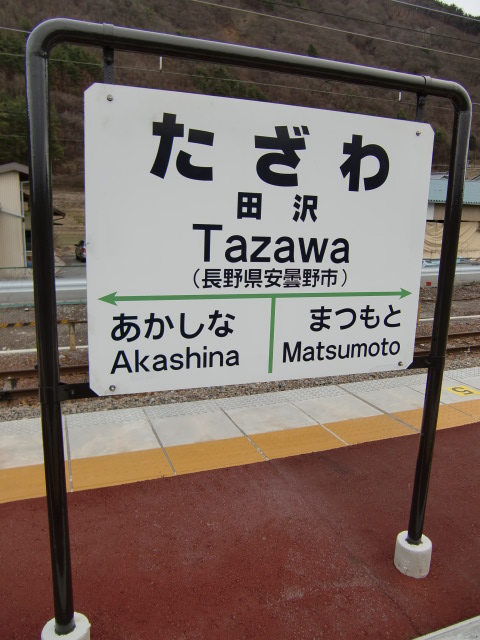 たざわ
田沢
Tazawa
(長野県安曇野市)
あかしな まつもと
Akashina Matsumoto
5